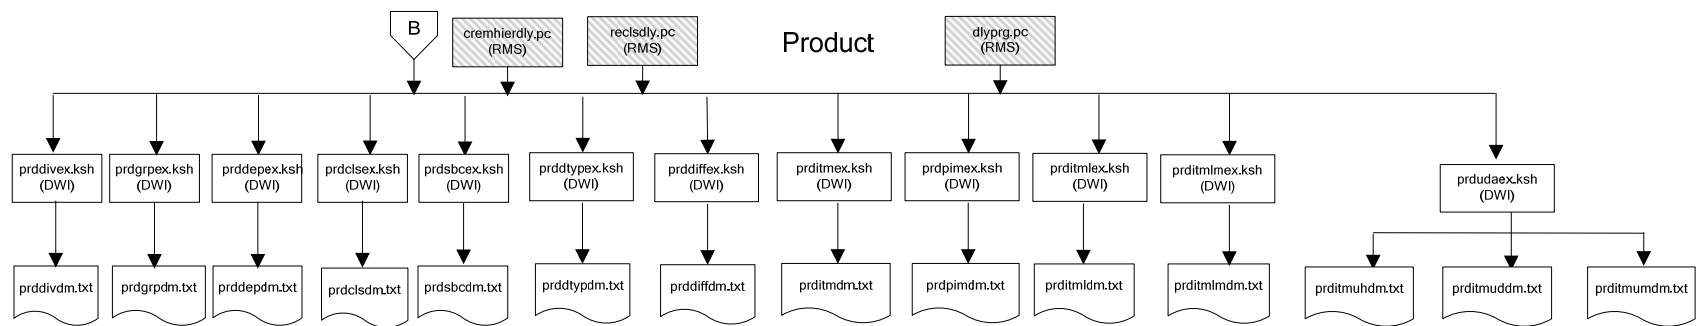 B
cremhierdly.pc
(RMS)
reclsdly.pc
(RMS)
Product
dlyprg.pc
(RMS)
prddivex.ksh
(DWI)
prdgrpex.ksh
(DWI)
prddepex.ksh
(DWI)
prdclsex.ksh
(DWI)
prdsbcex.ksh
(DWI)
prddtypex.ksh
(DWI)
prddiffex.ksh
(DWI)
prditmex.ksh
(DWI)
prdpimex.ksh
(DWI)
prditmlex.ksh
(DWI)
prditmlmex.ksh
(DWI)
prdudaex.ksh
(DWI)
prddivdm.txt
prdgrpdm.txt
prddepdm.txt
prdclsdm.txt
prdsbcdm.txt
prddtypdm.txt
prddiffdm.txt
prditmdm.txt
prdpimdm.txt
prditmldm.txt
prditmlmdm.txt
prditmuhdm.txt
prditmuddm.txt
prditmumdm.txt